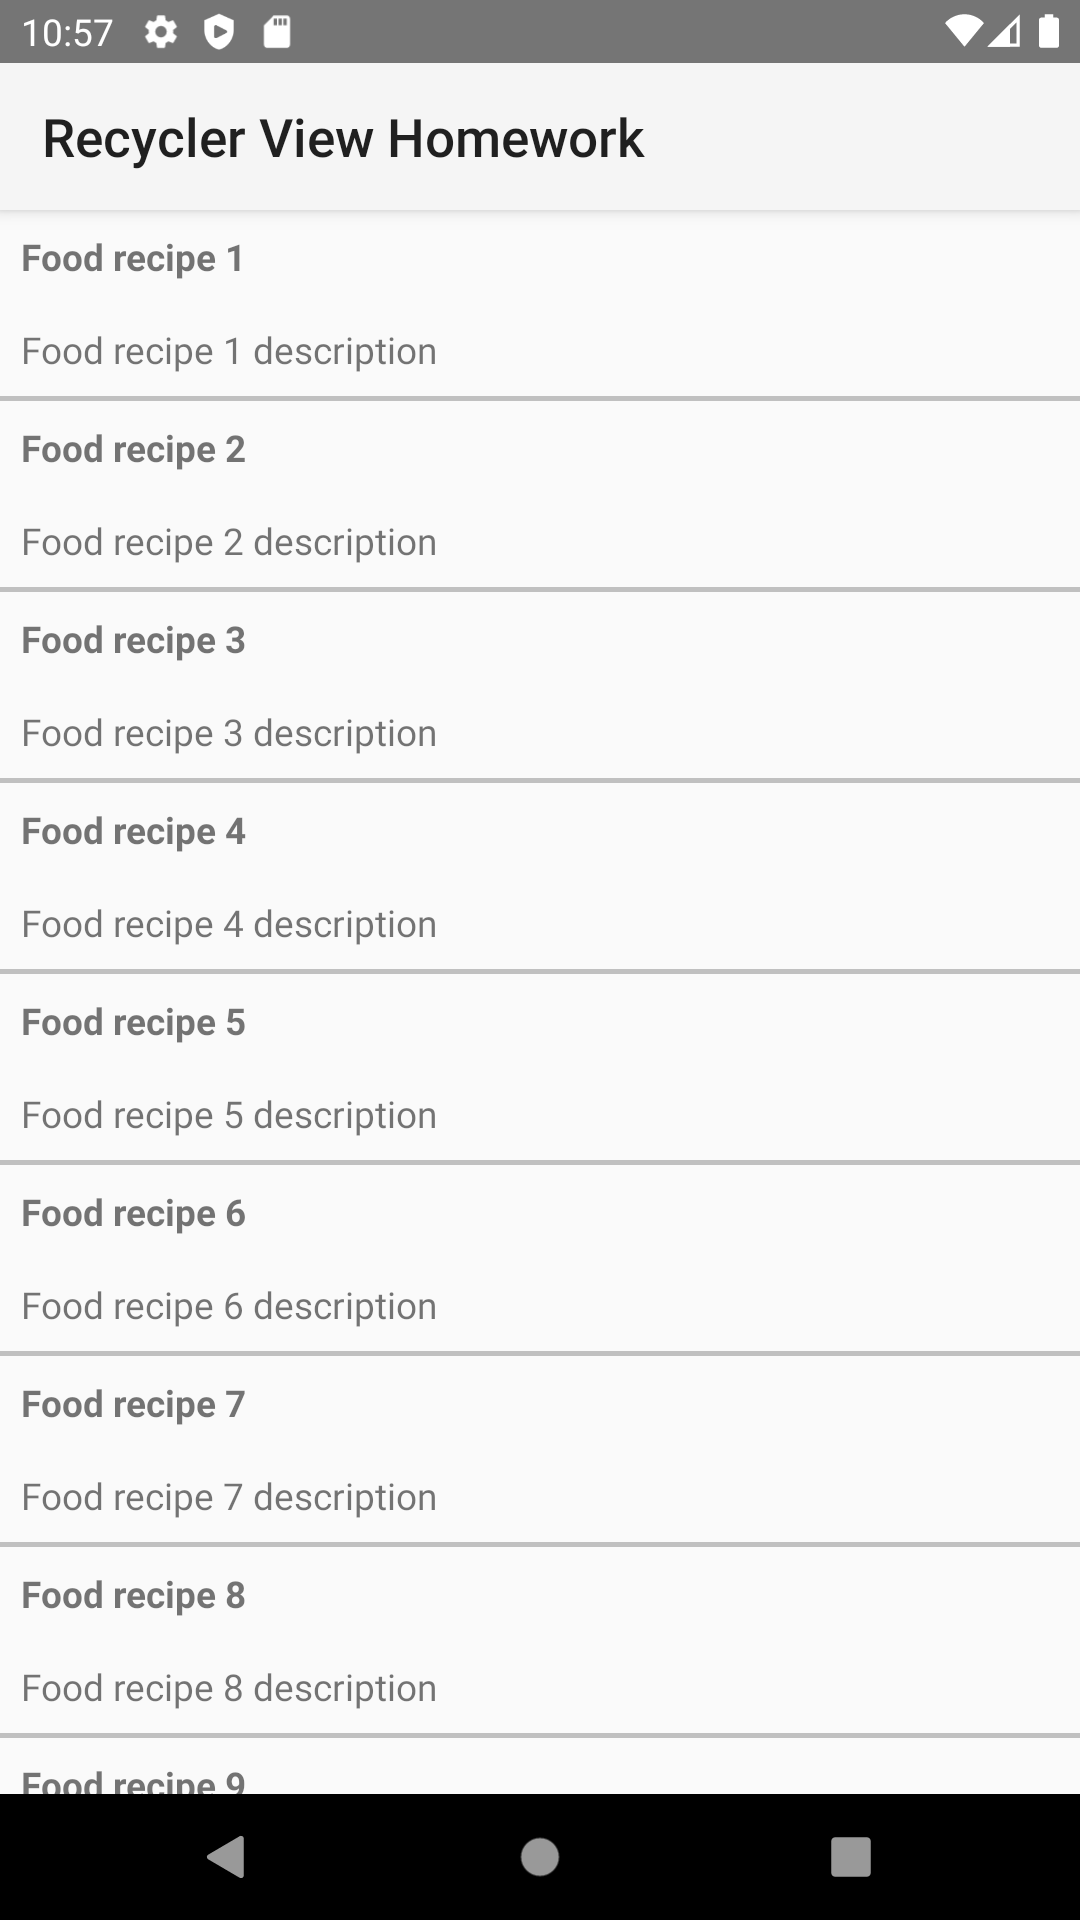 10:57
Recycler View Homework
Food recipe 1
Food recipe 1 description
Food recipe 2
Food recipe 2 description
Food recipe 3
Food recipe 3 description
Food recipe 4
Food recipe 4 description
Food recipe 5
Food recipe 5 description
Food recipe 6
Food recipe 6 description
Food recipe 7
Food recipe 7 description
Food recipe 8
Food recipe 8 description
Food recipe 9